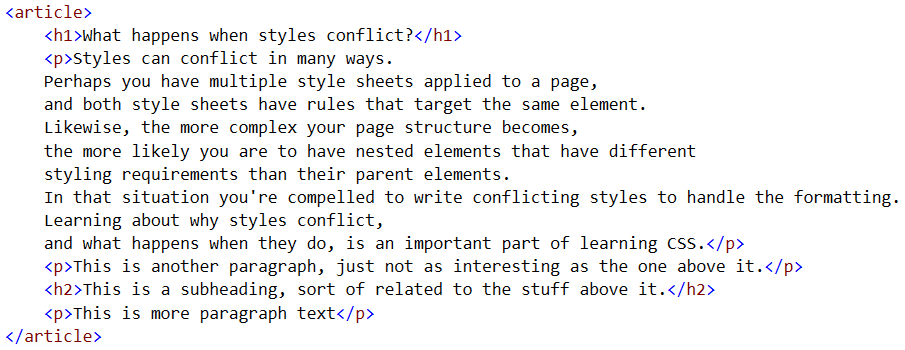 <article>
<h1>What happens when styles conflict?</h1>
<p>Styles can conflict in many ways.
Perhaps you have multiple style sheets applied to a page,
and both style sheets have rules that target the same element.
Likewise, the more complex your page structure becomes,
the more likely you are to have nested elements that have different
styling requirements than their parent elements.
In that situation you're compelled to write conflicting styles to handle the formatting.
Learning about why styles conflict,
and what happens when they do, is an important part of learning CSS.</p>
<p>This is another paragraph, just not as interesting as the one above it.</p>
<h2>This is a subheading, sort of related to the stuff above it.</h2>
<p>This is more paragraph text</p>
</article>